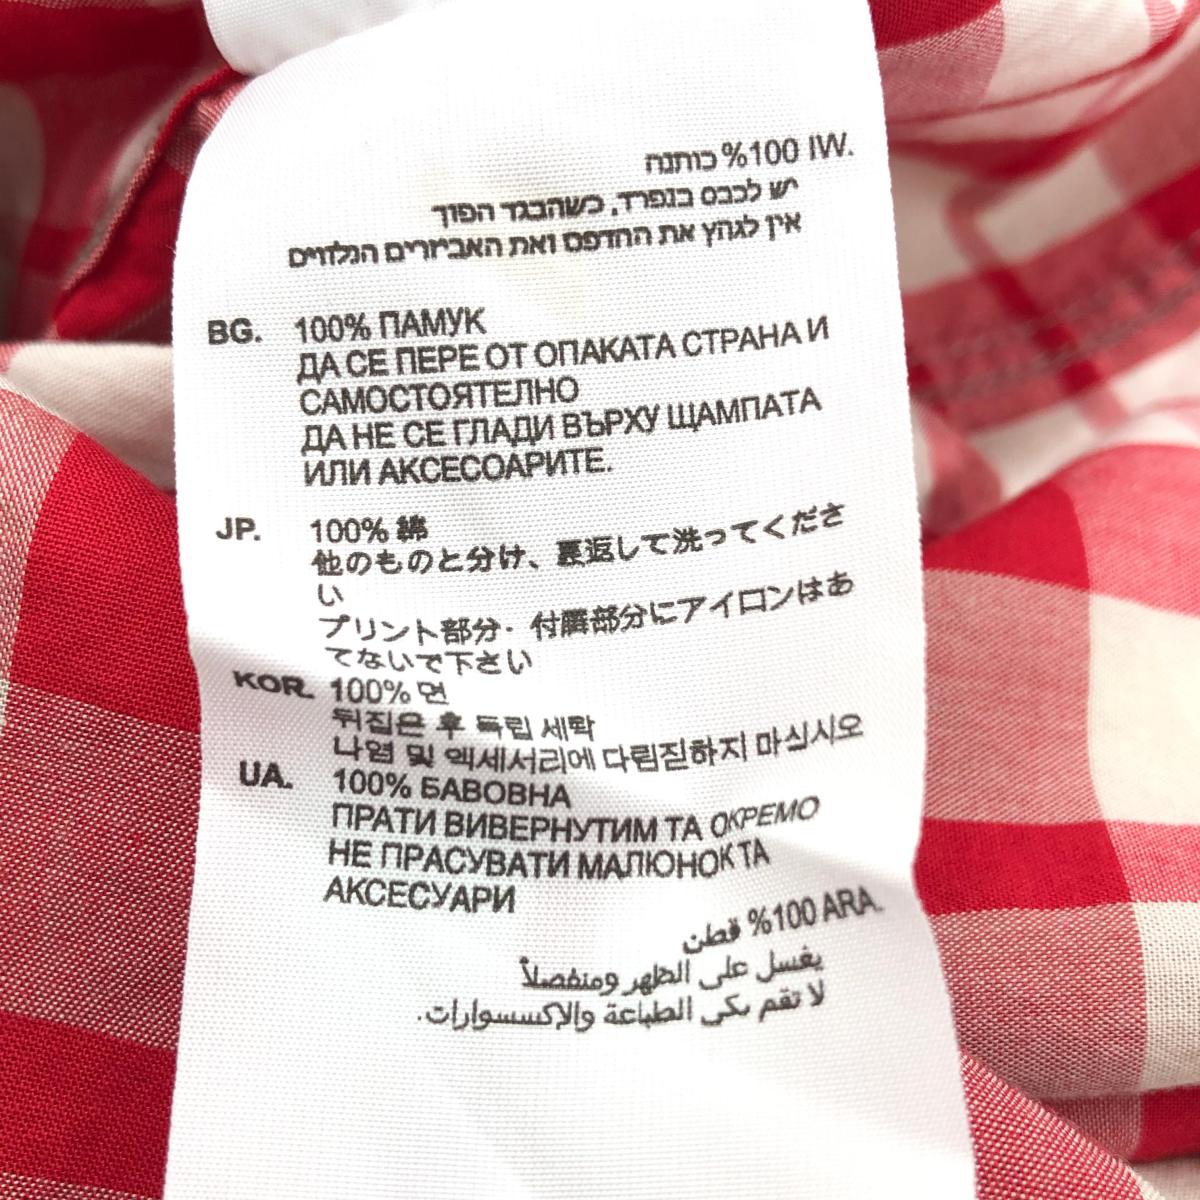 %100 כותנה IW.
יש לכבס בנפרד, כשהבגד הפוך
אין לגהץ את ההדפס ואת האביזרים הנלווים
BG. 100% ПАМУК
ДА СЕ ПЕРЕ ОТ ОПАКАТА СТРАНА И
САМОСТОЯТЕЛНО
ДА НЕ СЕ ГЛАДИ ВЪРХУ ЩАМПАТА
ИЛИ АКСЕСОАРИТЕ.
JP. 100% 綿
他のものと分け、裏返して洗ってくださ
い
プリント部分・付属部分にアイロンはあ
てないで下さい
KOR. 100% 면
뒤집은 후 독립 세탁
나염 및 액세서리에 다림질하지 마십시오
UA. 100% БАВОВНА
ПРАТИ ВИВЕРНУТИМ ТА ОКРЕМО
НЕ ПРАСУВАТИ МАЛЮНОК ТА
АКСЕСУАРИ
%100 قطن ARA.
يغسل على الظهر ومنفصلاً
لا تقم بكى الطباعة والإكسسوارات.